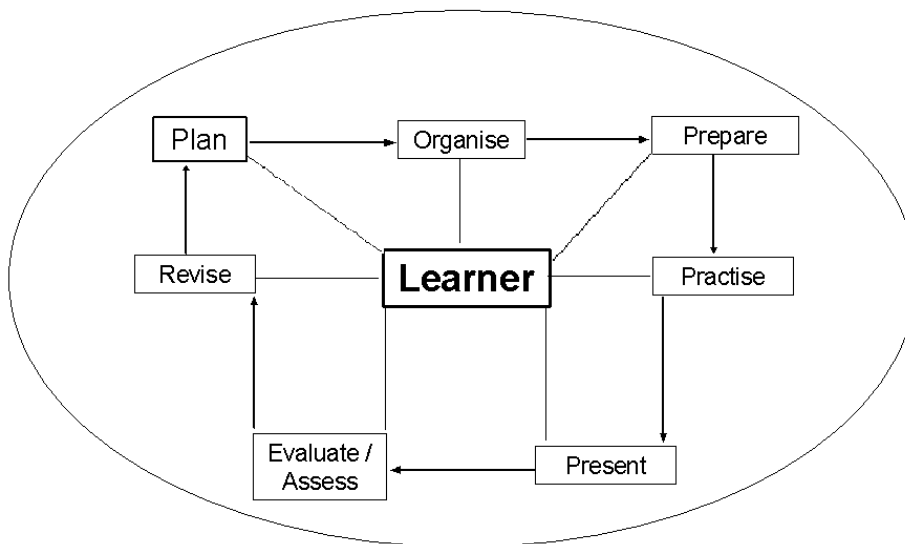 Plan
Organise
Prepare
Revise
Learner
Practise
Evaluate /
Assess
Present